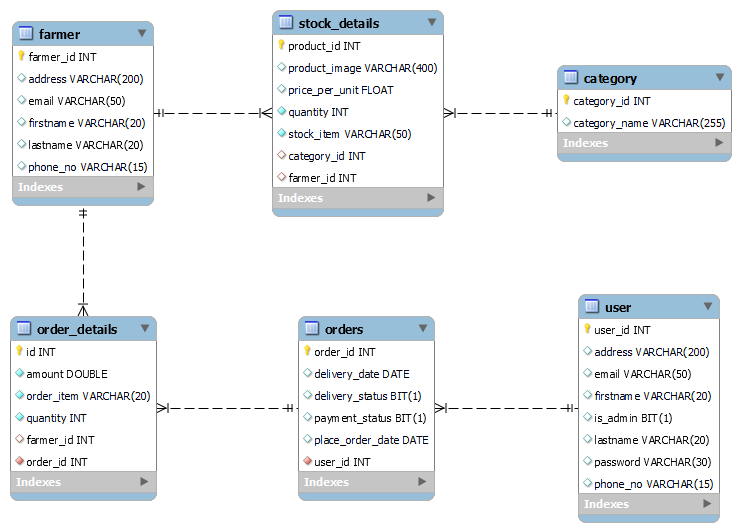 farmer
farmer_id INT
address VARCHAR(200)
email VARCHAR(50)
firstname VARCHAR(20)
lastname VARCHAR(20)
phone_no VARCHAR(15)
Indexes
stock_details
product_id INT
product_image VARCHAR(400)
price_per_unit FLOAT
quantity INT
stock_item VARCHAR(50)
category_id INT
farmer_id INT
Indexes
category
category_id INT
category_name VARCHAR(255)
Indexes
order_details
id INT
amount DOUBLE
order_item VARCHAR(20)
quantity INT
farmer_id INT
order_id INT
Indexes
orders
order_id INT
delivery_date DATE
delivery_status BIT(1)
payment_status BIT(1)
place_order_date DATE
user_id INT
Indexes
user
user_id INT
address VARCHAR(200)
email VARCHAR(50)
firstname VARCHAR(20)
is_admin BIT(1)
lastname VARCHAR(20)
password VARCHAR(30)
phone_no VARCHAR(15)
Indexes